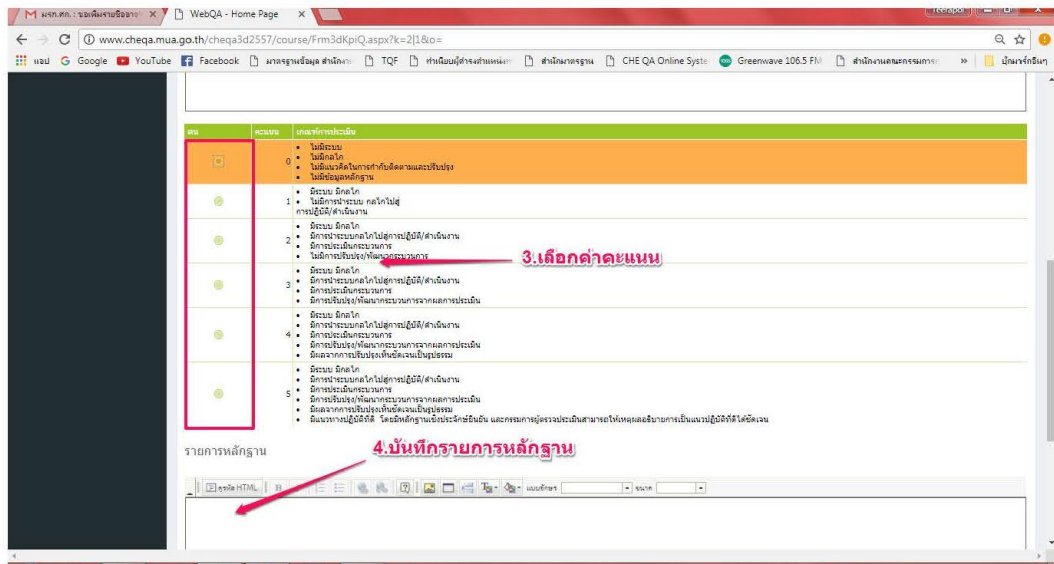 WebQA - Home Page
www.cheqa.mua.go.th/cheqa3d2557/course/Frm3dKpiQ.aspx?k=2|1&o=
แอป Google YouTube Facebook มาตรฐานข้อมูล สำนักงาน TQF ทำเนียบผู้ดำรงตำแหน่ง สำนักมาตรฐาน CHE QA Online Syste Greenwave 106.5 FM สำนักงานคณะกรรมการ » บุ๊กมาร์กอื่นๆ
ตน คะแนน เกณฑ์การประเมิน
• ไม่มีระบบ
0 • ไม่มีกลไก
• ไม่มีแนวคิดในการกำกับติดตามและปรับปรุง
• ไม่มีข้อมูลหลักฐาน
• มีระบบ มีกลไก
1 • ไม่มีการนำระบบ กลไกไปสู่
การปฏิบัติ/ดำเนินงาน
• มีระบบ มีกลไก
• มีการนำระบบกลไกไปสู่การปฏิบัติ/ดำเนินงาน
2 • มีการประเมินกระบวนการ
• ไม่มีการปรับปรุง/พัฒนากระบวนการ
3.เลือกค่าคะแนน
• มีระบบ มีกลไก
• มีการนำระบบกลไกไปสู่การปฏิบัติ/ดำเนินงาน
3 • มีการประเมินกระบวนการ
• มีการปรับปรุง/พัฒนากระบวนการจากผลการประเมิน
• มีระบบ มีกลไก
• มีการนำระบบกลไกไปสู่การปฏิบัติ/ดำเนินงาน
4 • มีการประเมินกระบวนการ
• มีการปรับปรุง/พัฒนากระบวนการจากผลการประเมิน
• มีผลจากการปรับปรุงเห็นชัดเจนเป็นรูปธรรม
• มีระบบ มีกลไก
• มีการนำระบบกลไกไปสู่การปฏิบัติ/ดำเนินงาน
• มีการประเมินกระบวนการ
5 • มีการปรับปรุง/พัฒนากระบวนการจากผลการประเมิน
• มีผลจากการปรับปรุงเห็นชัดเจนเป็นรูปธรรม
• มีแนวทางปฏิบัติที่ดี โดยมีหลักฐานเชิงประจักษ์ยืนยัน และกรรมการผู้ตรวจประเมินสามารถให้เหตุผลอธิบายการเป็นแนวปฏิบัติที่ดีได้ชัดเจน
รายการหลักฐาน
4.บันทึกรายการหลักฐาน
ดูรหัส HTML B แบบอักษร ขนาด